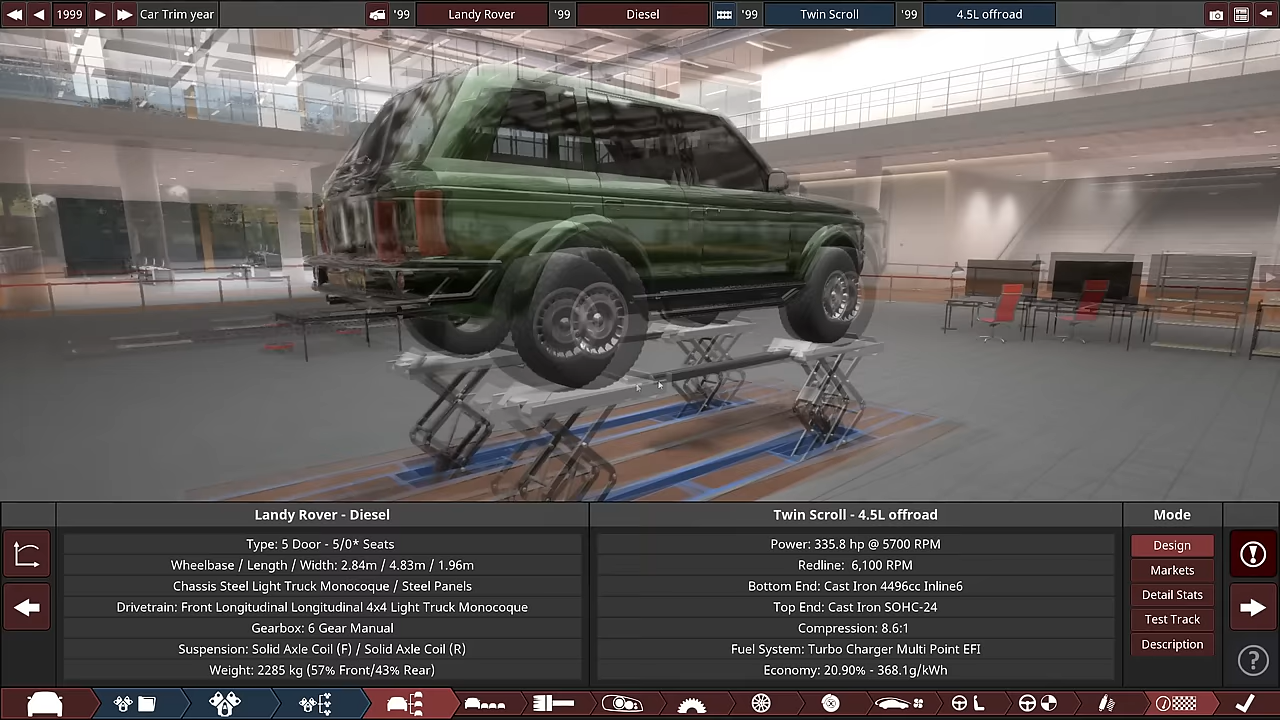 1999
Car Trim year
'99
Landy Rover
'99
Diesel
'99
Twin Scroll
'99
4.5L offroad
Landy Rover - Diesel
Type: 5 Door - 5/0* Seats
Wheelbase / Length / Width: 2.84m / 4.83m / 1.96m
Chassis Steel Light Truck Monocoque / Steel Panels
Drivetrain: Front Longitudinal Longitudinal 4x4 Light Truck Monocoque
Gearbox: 6 Gear Manual
Suspension: Solid Axle Coil (F) / Solid Axle Coil (R)
Weight: 2285 kg (57% Front/43% Rear)
Twin Scroll - 4.5L offroad
Power: 335.8 hp @ 5700 RPM
Redline: 6,100 RPM
Bottom End: Cast Iron 4496cc Inline6
Top End: Cast Iron SOHC-24
Compression: 8.6:1
Fuel System: Turbo Charger Multi Point EFI
Economy: 20.90% - 368.1g/kWh
Mode
Design
Markets
Detail Stats
Test Track
Description